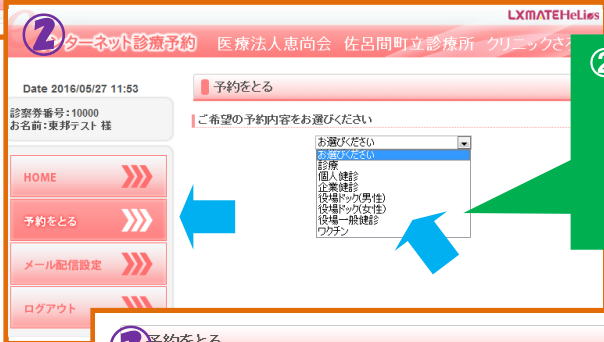 LXMATEHeLios
②
ターネット診療予約 医療法人恵尚会 佐呂間町立診療所 クリニックさ
②
Date 2016/05/27 11:53
予約をとる
診察券番号:10000
お名前:東邦テスト 様
ご希望の予約内容をお選びください
お選びください
お選びください
診療
個人健診
企業健診
役場ドック(男性)
役場ドック(女性)
役場一般健診
ワクチン
HOME
予約をとる
メール配信設定
ログアウト
予約をとる